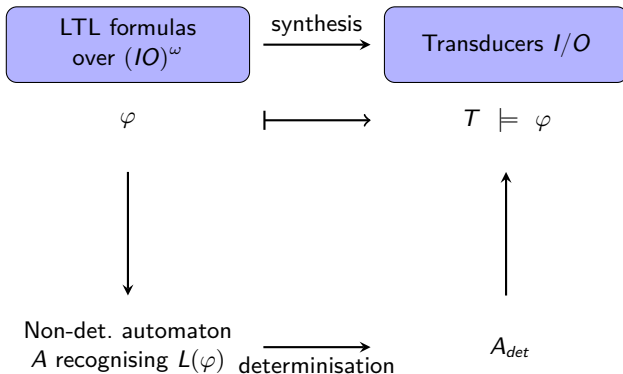 LTL formulas
over (IO)^ω
synthesis
Transducers I/O
φ
T ⊨ φ
Non-det. automaton
A recognising L(φ)
determinisation
A_det